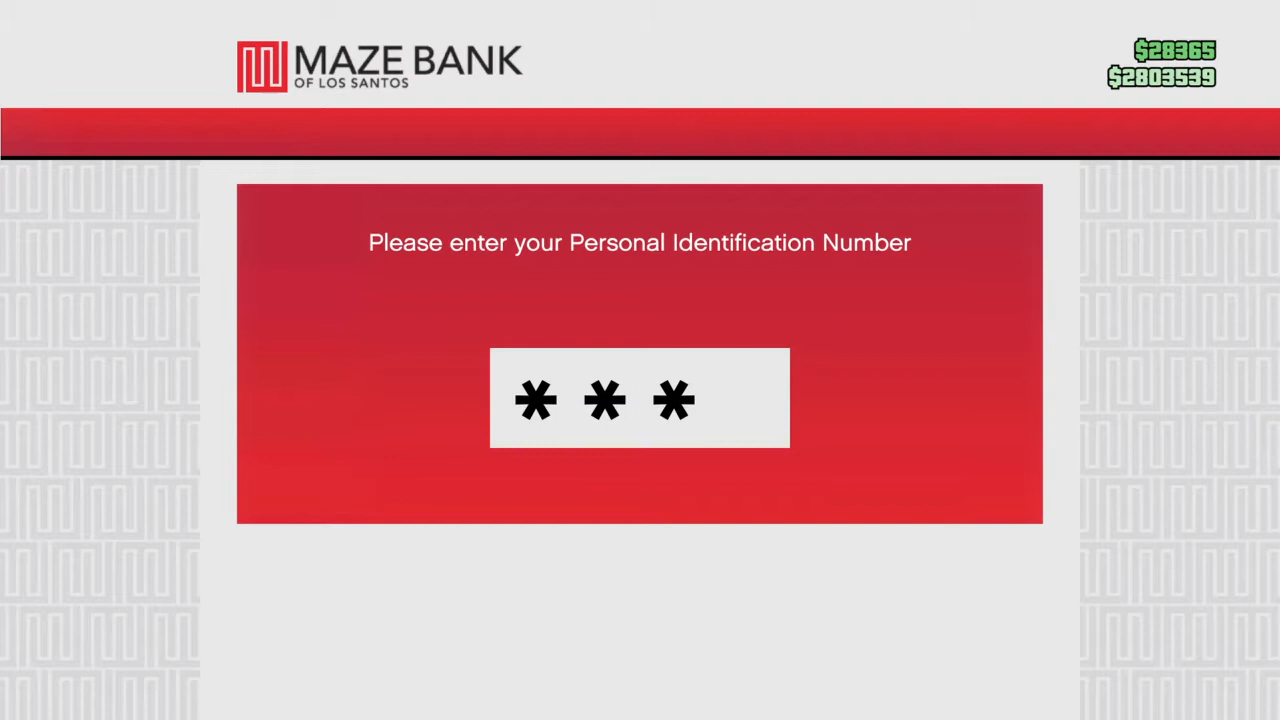 MAZE BANK
OF LOS SANTOS
$28365
$2803539
Please enter your Personal Identification Number
* * *